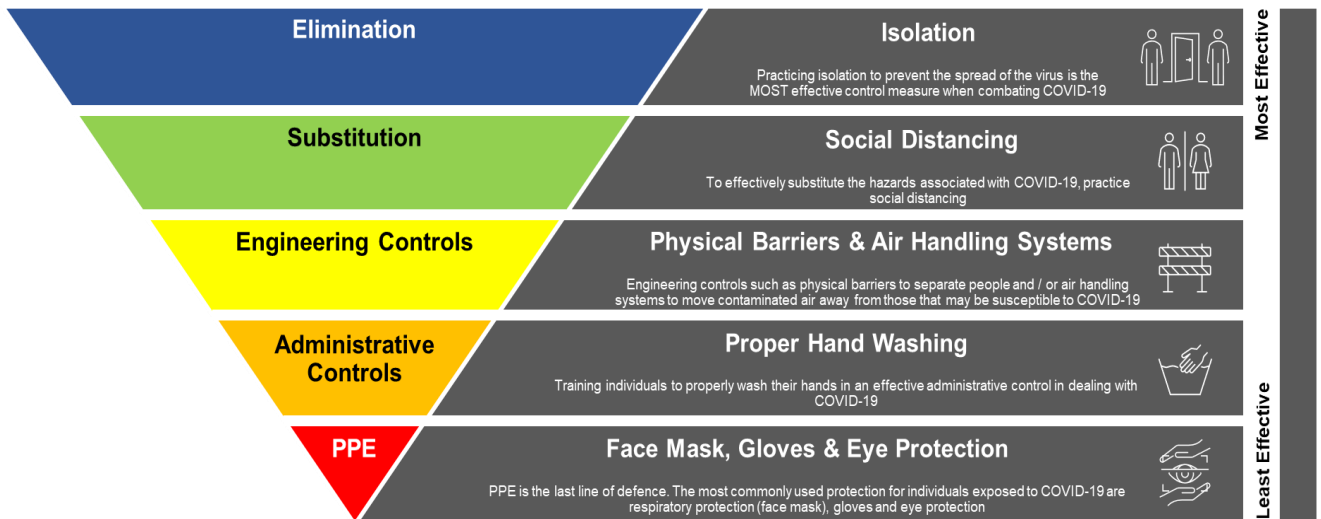 Elimination
Isolation
Practicing isolation to prevent the spread of the virus is the
MOST effective control measure when combating COVID-19
Substitution
Social Distancing
To effectively substitute the hazards associated with COVID-19, practice
social distancing
Engineering Controls
Physical Barriers & Air Handling Systems
Engineering controls such as physical barriers to separate people and / or air handling
systems to move contaminated air away from those that may be susceptible to COVID-19
Administrative
Controls
Proper Hand Washing
Training individuals to properly wash their hands in an effective administrative control in dealing with
COVID-19
PPE
Face Mask, Gloves & Eye Protection
PPE is the last line of defence. The most commonly used protection for individuals exposed to COVID-19 are
respiratory protection (face mask), gloves and eye protection
Most Effective
Least Effective